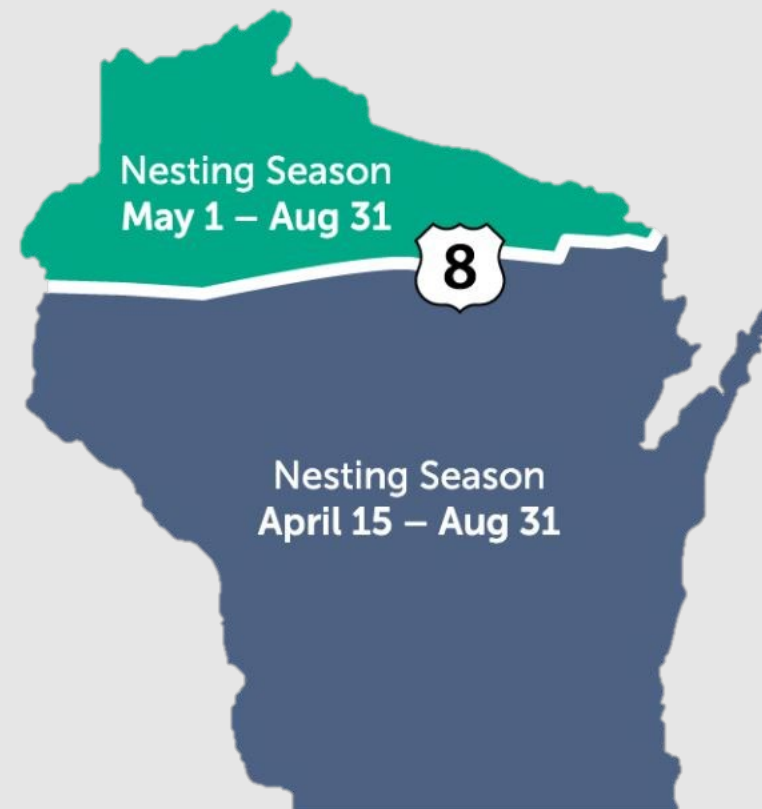 Nesting Season
May 1 – Aug 31
8
Nesting Season
April 15 – Aug 31